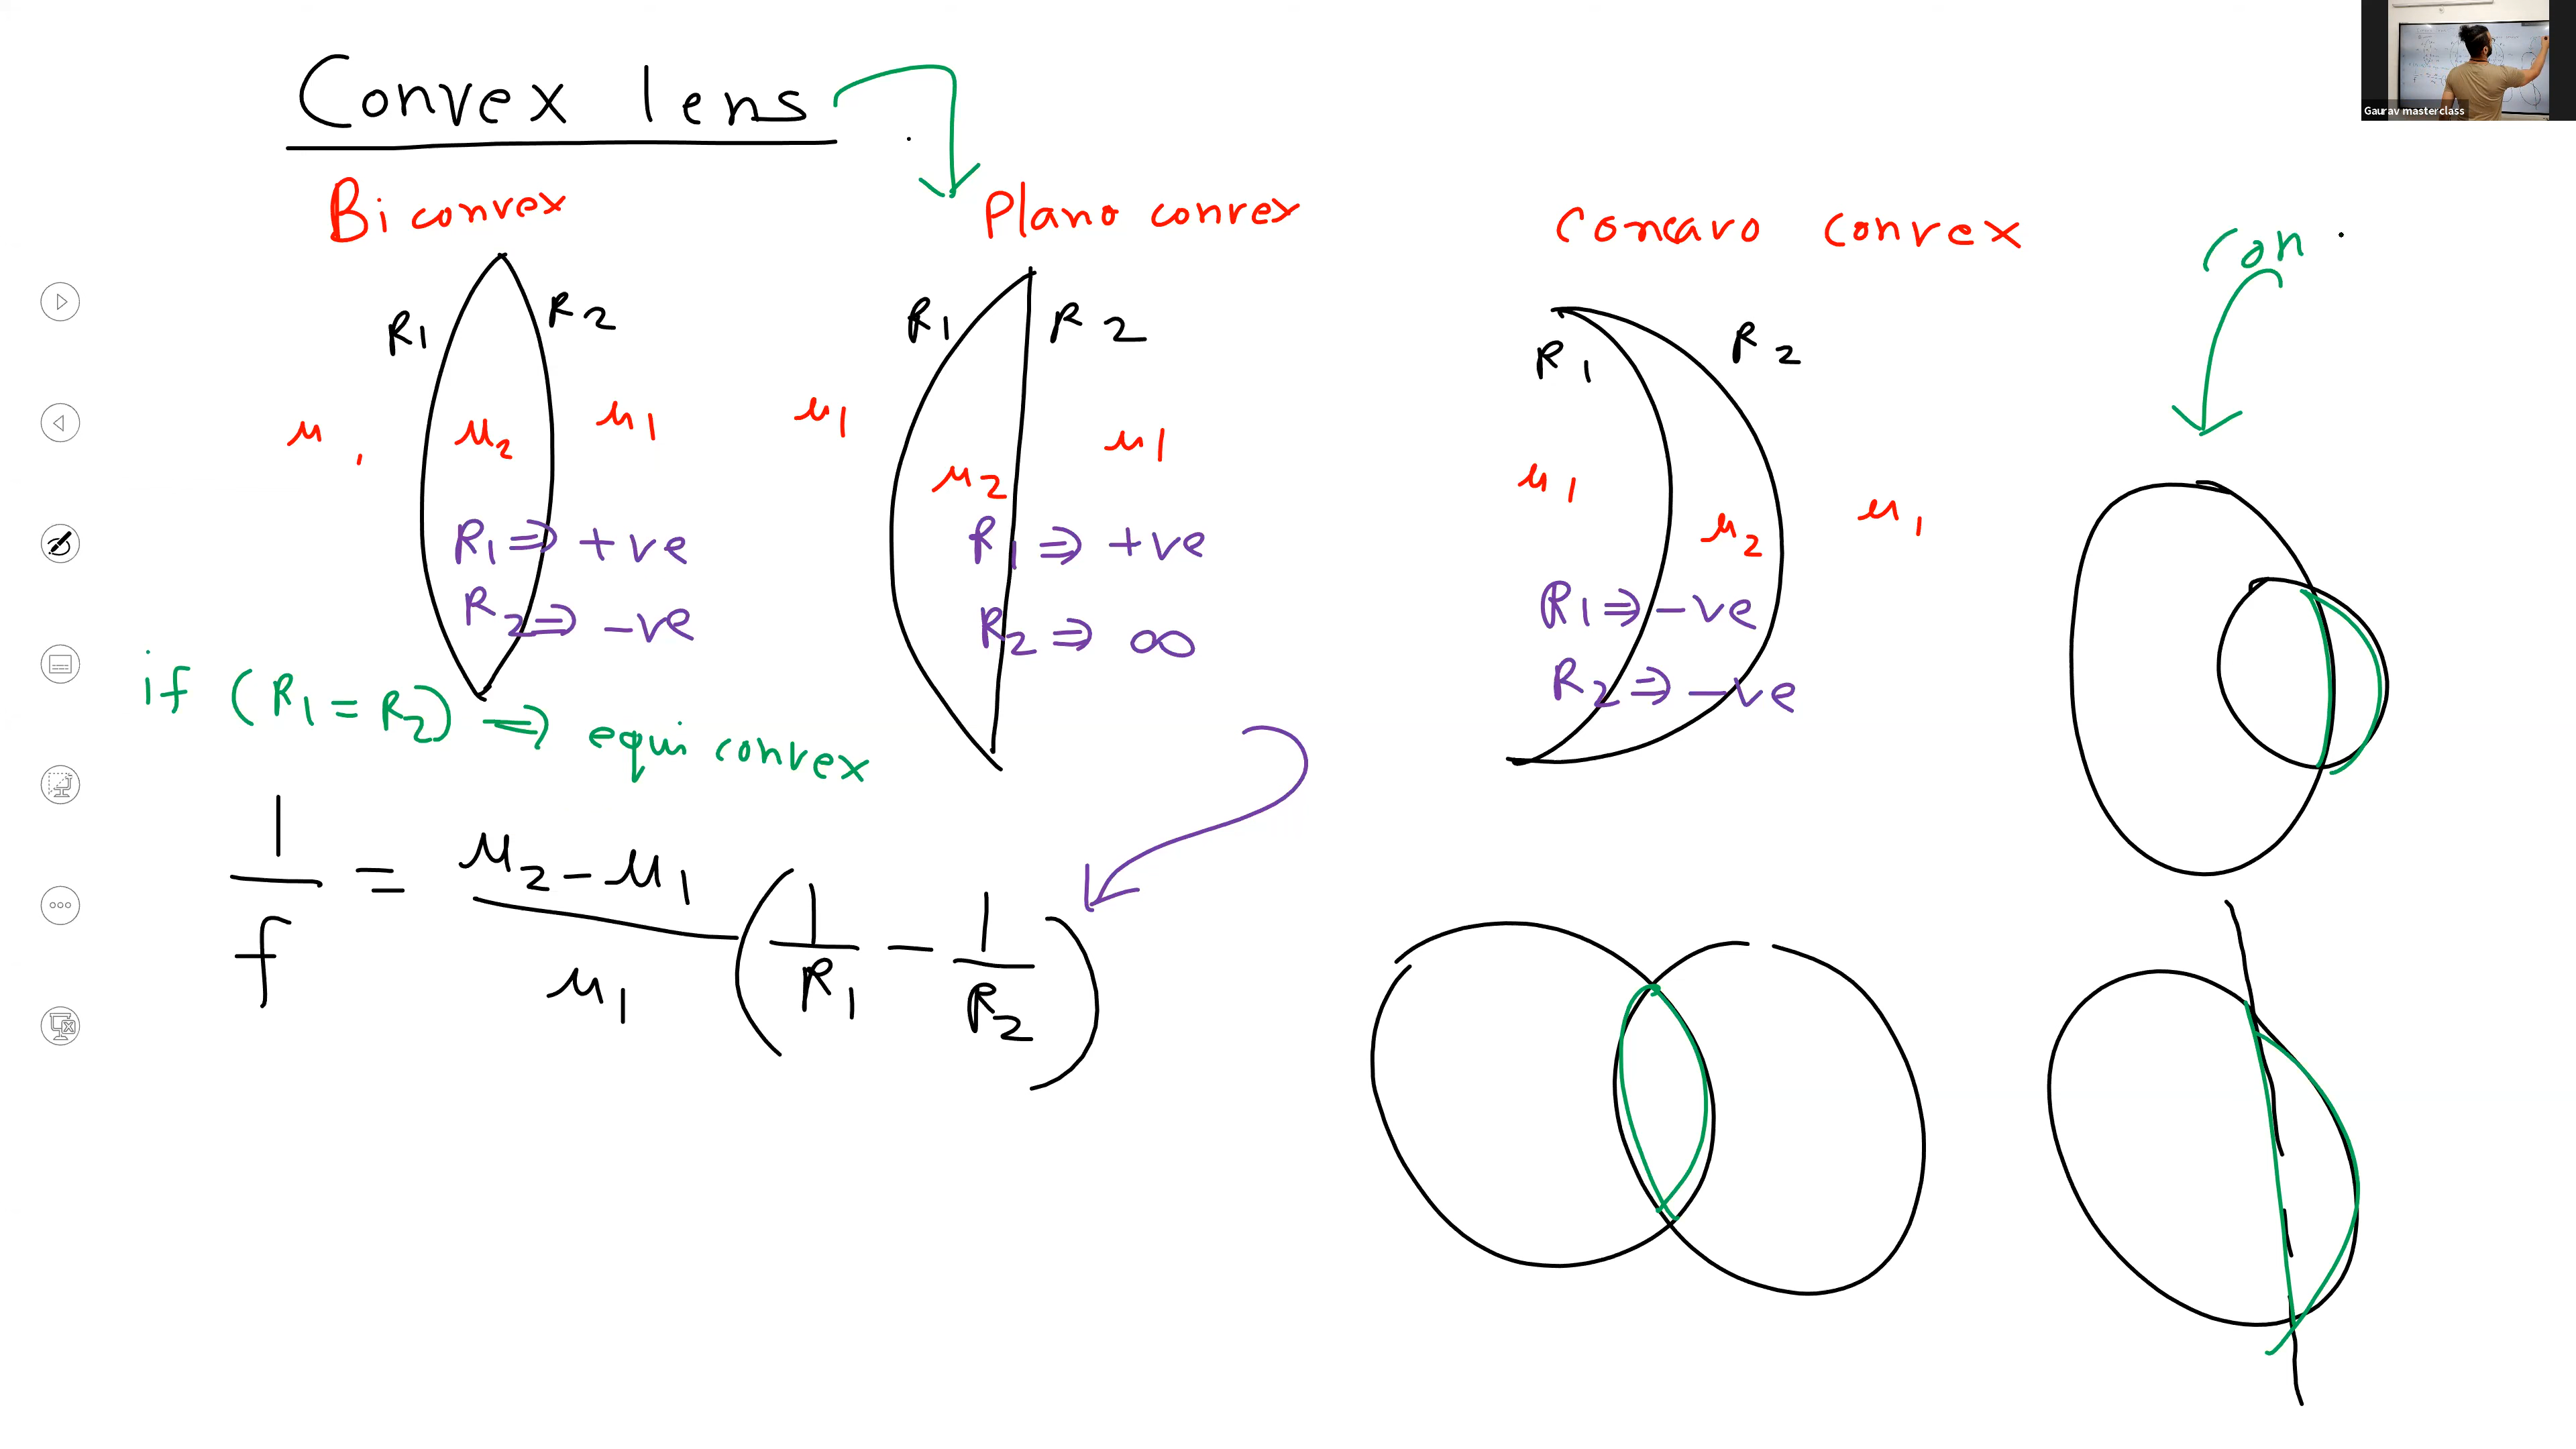 Convex lens
Gaurav masterclass
Bi convex
Plano convex
Concavo convex
Con
R1
R2
R1
R2
R1
R2
μ1
μ2
μ1
μ1
μ2
μ1
μ1
μ2
μ1
R1 ⇒ +ve
R2 ⇒ -ve
R1 ⇒ +ve
R2 ⇒ ∞
R1 ⇒ -ve
R2 ⇒ -ve
if (R1 = R2) ⇒ equi convex
1/f = μ2 - μ1 / μ1 (1/R1 - 1/R2)